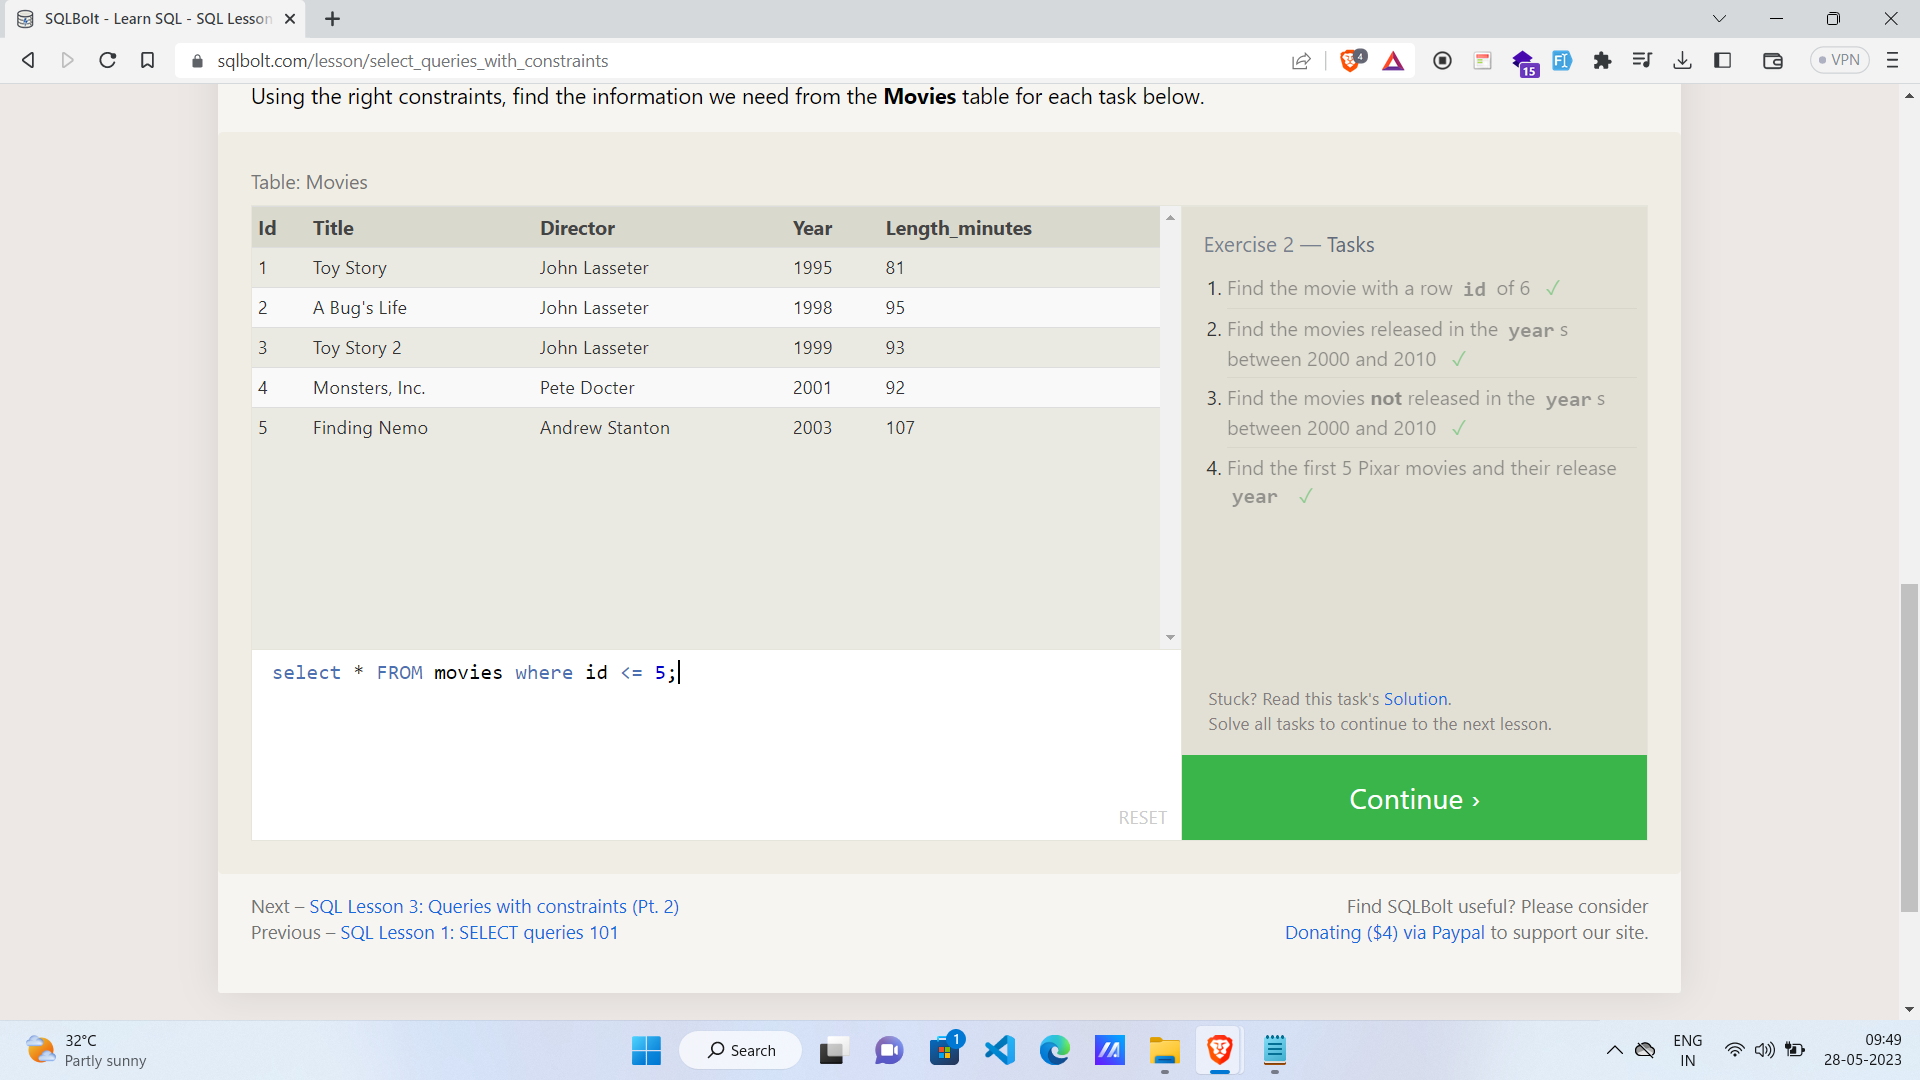 SQLBolt - Learn SQL - SQL Lesson
sqlbolt.com/lesson/select_queries_with_constraints
4
15
VPN
Using the right constraints, find the information we need from the Movies table for each task below.
Table: Movies
Id Title Director Year Length_minutes
1 Toy Story John Lasseter 1995 81
2 A Bug's Life John Lasseter 1998 95
3 Toy Story 2 John Lasseter 1999 93
4 Monsters, Inc. Pete Docter 2001 92
5 Finding Nemo Andrew Stanton 2003 107
select * FROM movies where id <= 5;
RESET
Exercise 2 — Tasks
1. Find the movie with a row id of 6 ✓
2. Find the movies released in the year s
between 2000 and 2010 ✓
3. Find the movies not released in the year s
between 2000 and 2010 ✓
4. Find the first 5 Pixar movies and their release
year ✓
Stuck? Read this task's Solution.
Solve all tasks to continue to the next lesson.
Continue ›
Next – SQL Lesson 3: Queries with constraints (Pt. 2)
Previous – SQL Lesson 1: SELECT queries 101
Find SQLBolt useful? Please consider
Donating ($4) via Paypal to support our site.
32°C
Partly sunny
Search
1
ENG
IN
09:49
28-05-2023